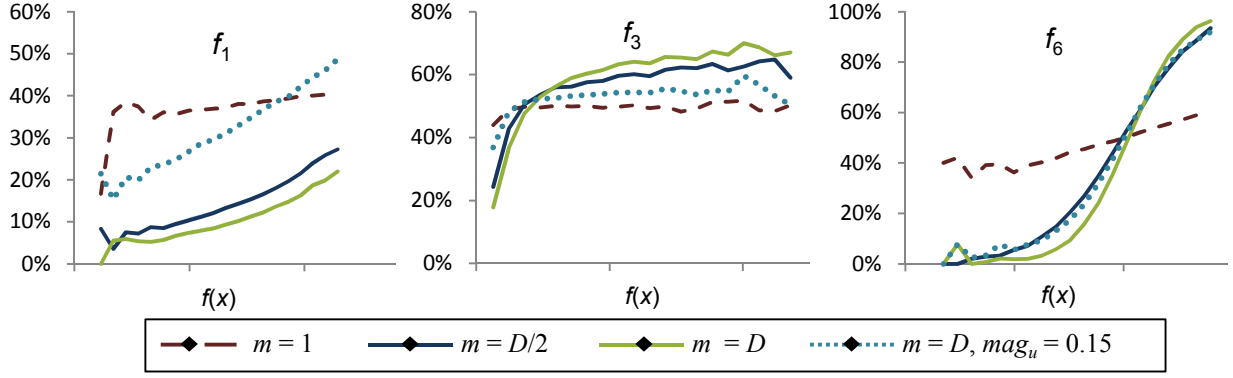 f1
60%
50%
40%
30%
20%
10%
0%
f(x)
f3
80%
60%
40%
20%
0%
f(x)
f6
100%
80%
60%
40%
20%
0%
f(x)
m = 1
m = D/2
m = D
m = D, magu = 0.15